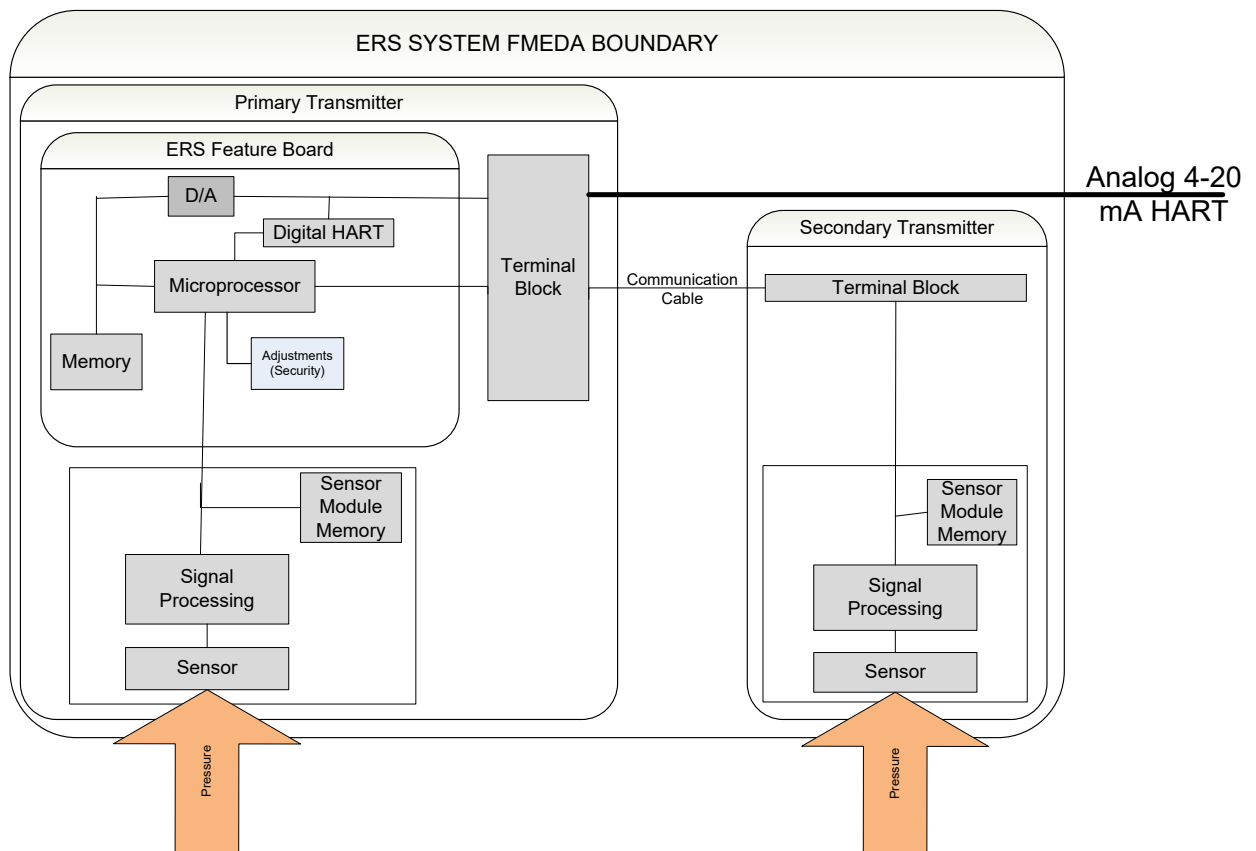 ERS SYSTEM FMEDA BOUNDARY
Primary Transmitter
ERS Feature Board
D/A
Digital HART
Microprocessor
Memory
Adjustments
(Security)
Terminal
Block
Analog 4-20
mA HART
Communication
Cable
Secondary Transmitter
Terminal Block
Sensor
Module
Memory
Signal
Processing
Sensor
Pressure
Sensor
Module
Memory
Signal
Processing
Sensor
Pressure